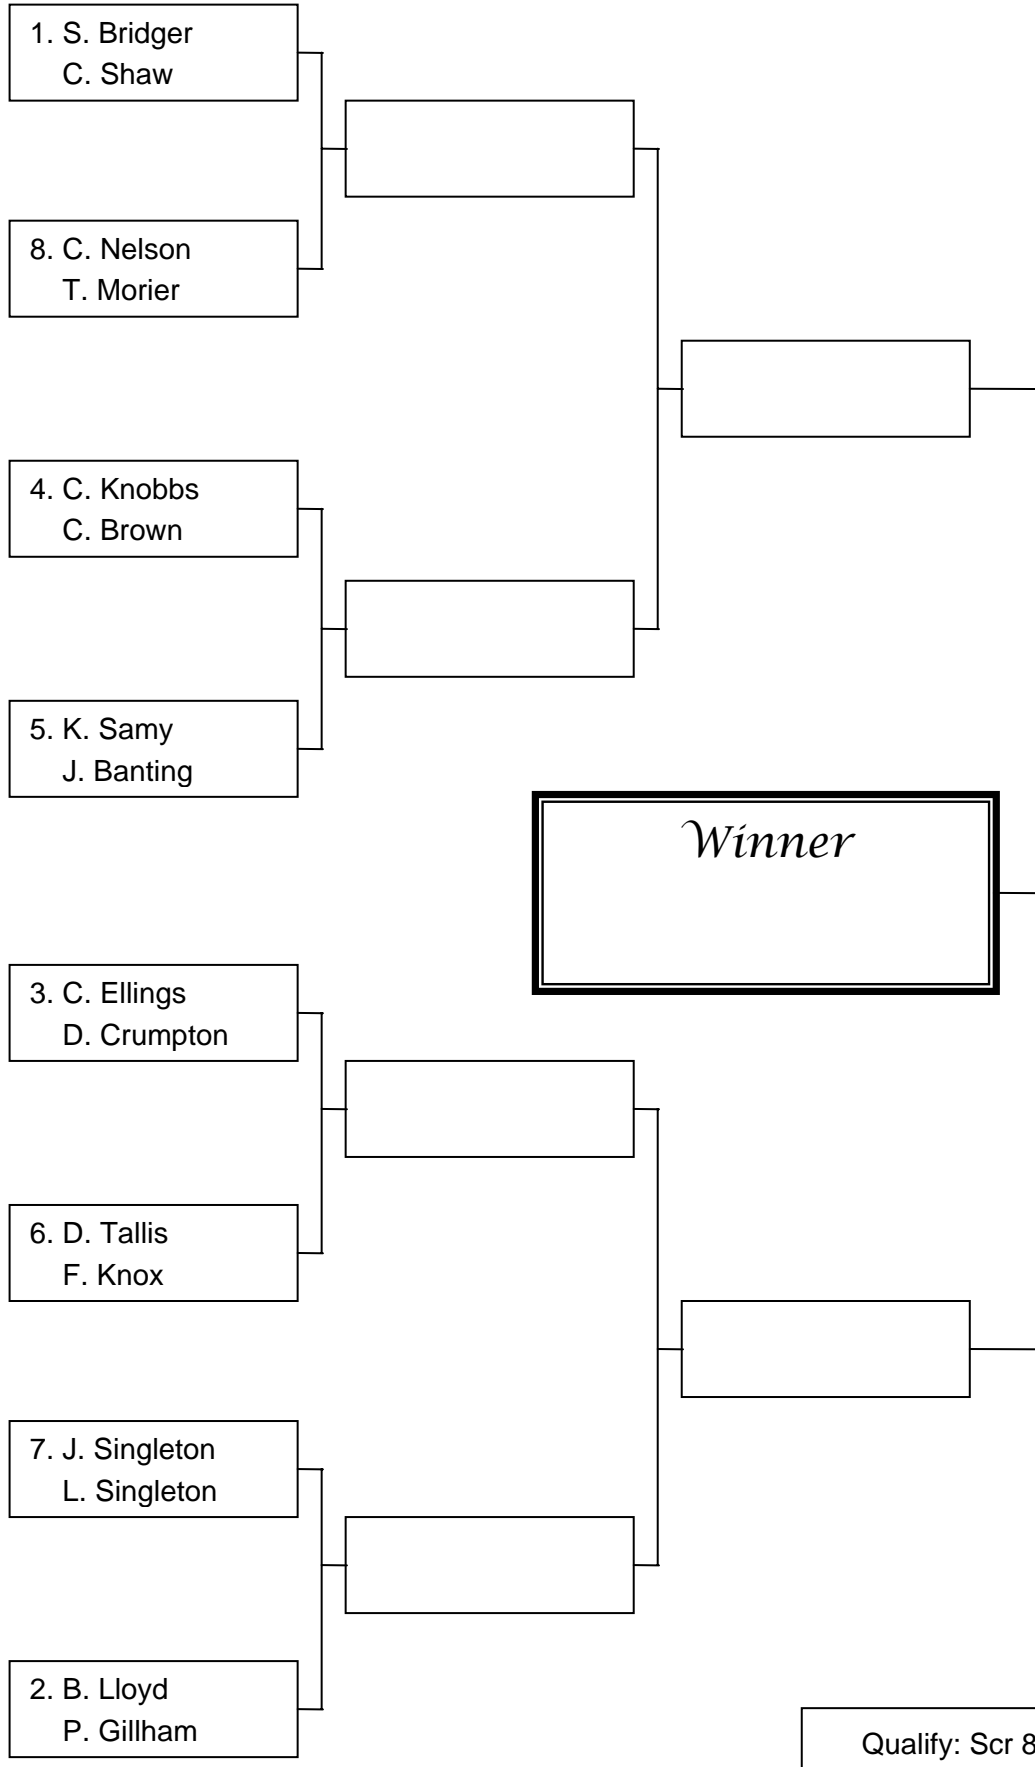 1. S. Bridger
C. Shaw
8. C. Nelson
T. Morier
4. C. Knobbs
C. Brown
5. K. Samy
J. Banting
Winner
3. C. Ellings
D. Crumpton
6. D. Tallis
F. Knox
7. J. Singleton
L. Singleton
2. B. Lloyd
P. Gillham
Qualify: Scr 8